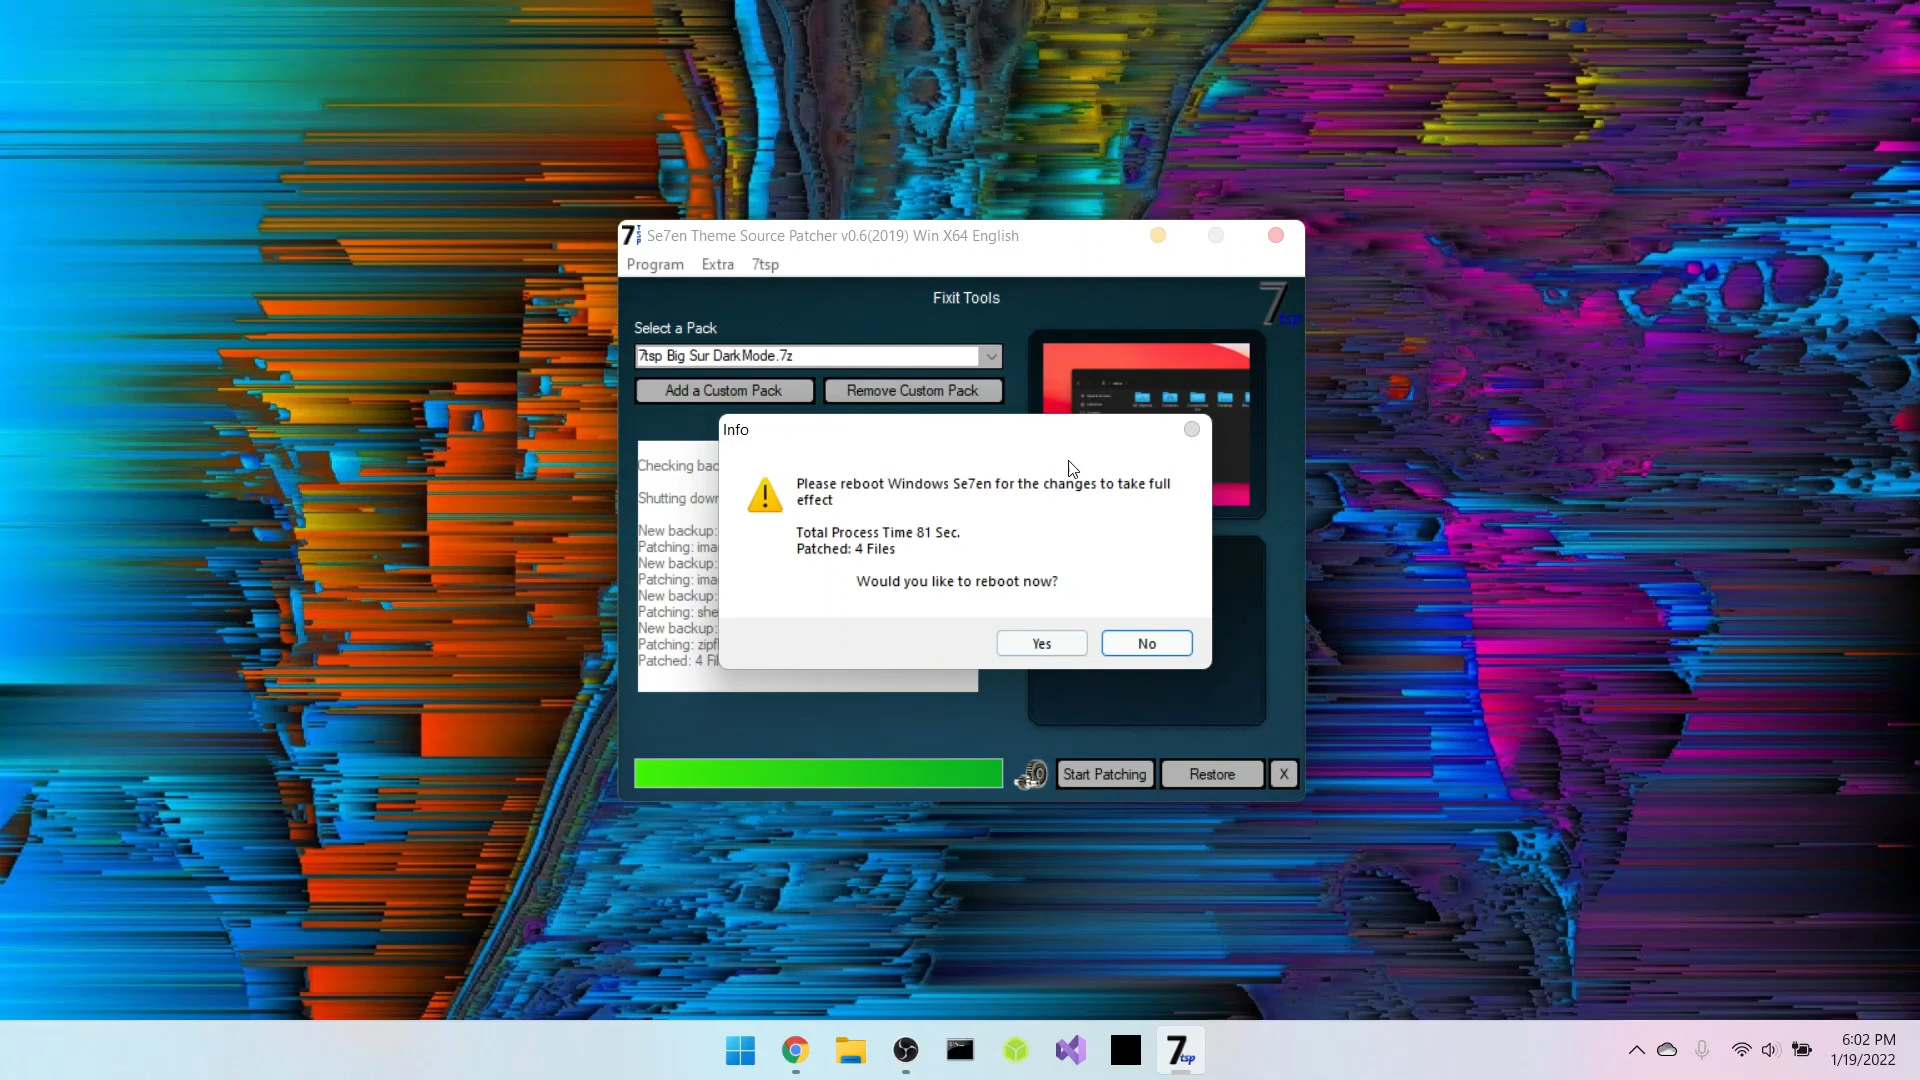 7tsp Se7en Theme Source Patcher v0.6(2019) Win X64 English
Program Extra 7tsp
Fixit Tools
7tsp
Select a Pack
7tsp Big Sur DarkMode.7z
Add a Custom Pack Remove Custom Pack
Info
Please reboot Windows Se7en for the changes to take full
effect
Total Process Time 81 Sec.
Patched: 4 Files
Would you like to reboot now?
Yes No
Checking bac
Shutting down
New backup:
Patching: ima
New backup:
Patching: ima
New backup:
Patching: she
New backup:
Patching: zipf
Patched: 4 Fil
Start Patching Restore X
7tsp
6:02 PM
1/19/2022